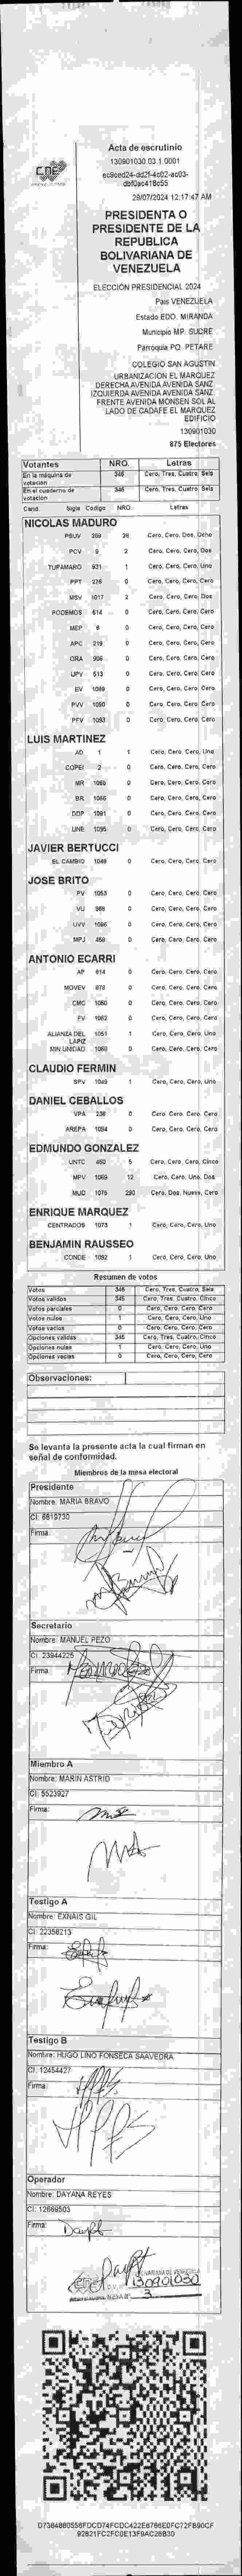 CNE
Acta de escrutinio
130901030.03.1.0001
29/07/2024 12:17:47 AM
PRESIDENTA O
PRESIDENTE DE LA
REPUBLICA
BOLIVARIANA DE
VENEZUELA
ELECCIÓN PRESIDENCIAL 2024
Pais VENEZUELA
Estado EDO. MIRANDA
Municipio MP. SUCRE
Parroquia PQ. PETARE
COLEGIO SAN AGUSTIN
URBANIZACIÓN EL MARQUEZ
DERECHA AVENIDA AVENIDA SANZ.
IZQUIERDA AVENIDA AVENIDA SANZ.
FRENTE AVENIDA MONSEN SOL AL
LADO DE CADAFE EL MARQUEZ
EDIFICIO
130901030
875 Electores
Votantes NRO. Letras
En la máquina de votación 346 Cero, Tres, Cuatro, Seis
En el cuaderno de votación 346 Cero, Tres, Cuatro, Seis
Cand. Sigla Codigo NRO. Letras
NICOLAS MADURO
PSUV 28 Cero, Cero, Dos, Ocho
PCV 2 Cero, Cero, Cero, Dos
TUPAMARO 931 1 Cero, Cero, Cero, Uno
PPT 0 Cero, Cero, Cero, Cero
MSV 1017 2 Cero, Cero, Cero, Dos
PODEMOS 614 0 Cero, Cero, Cero, Cero
MEP 6 0 Cero, Cero, Cero, Cero
APC 219 0 Cero, Cero, Cero, Cero
ORA 906 0 Cero, Cero, Cero, Cero
UPV 513 0 Cero, Cero, Cero, Cero
EV 1089 0 Cero, Cero, Cero, Cero
PVV 1090 0 Cero, Cero, Cero, Cero
PFV 1093 0 Cero, Cero, Cero, Cero
LUIS MARTINEZ
AD 1 1 Cero, Cero, Cero, Uno
COPEI 2 0 Cero, Cero, Cero, Cero
MR 1065 0 Cero, Cero, Cero, Cero
BR 1066 0 Cero, Cero, Cero, Cero
DDP 1091 0 Cero, Cero, Cero, Cero
UNE 1095 0 Cero, Cero, Cero, Cero
JAVIER BERTUCCI
EL CAMBIO 1048 0 Cero, Cero, Cero, Cero
JOSE BRITO
PV 1053 0 Cero, Cero, Cero, Cero
VU 988 0 Cero, Cero, Cero, Cero
UVV 1096 0 Cero, Cero, Cero, Cero
MPJ 458 0 Cero, Cero, Cero, Cero
ANTONIO ECARRI
AP 614 0 Cero, Cero, Cero, Cero
MOVEV 878 0 Cero, Cero, Cero, Cero
CMC 1080 0 Cero, Cero, Cero, Cero
FV 1062 0 Cero, Cero, Cero, Cero
ALIANZA DEL LAPIZ 1051 1 Cero, Cero, Cero, Uno
MIN UNIDAD 1068 0 Cero, Cero, Cero, Cero
CLAUDIO FERMIN
SPV 1049 1 Cero, Cero, Cero, Uno
DANIEL CEBALLOS
VPA 238 0 Cero, Cero, Cero, Cero
AREPA 1094 0 Cero, Cero, Cero, Cero
EDMUNDO GONZALEZ
UNTC 5 Cero, Cero, Cero, Cinco
MPV 1069 12 Cero, Cero, Uno, Dos
MUD 1075 290 Cero, Dos, Nueve, Cero
ENRIQUE MARQUEZ
CENTRADOS 1073 1 Cero, Cero, Cero, Uno
BENJAMIN RAUSSEO
CONDE 1092 1 Cero, Cero, Cero, Uno
Resumen de votos
Votos 346 Cero, Tres, Cuatro, Seis
Votos validos 345 Cero, Tres, Cuatro, Cinco
Votos parciales 0 Cero, Cero, Cero, Cero
Votos nulos 1 Cero, Cero, Cero, Uno
Votos vacios 0 Cero, Cero, Cero, Cero
Opciones validas 345 Cero, Tres, Cuatro, Cinco
Opciones nulas 1 Cero, Cero, Cero, Uno
Opciones vacias 0 Cero, Cero, Cero, Cero
Observaciones:
Se levanta la presente acta la cual firman en
señal de conformidad.
Miembros de la mesa electoral
Presidente
Nombre: MARIA BRAVO
CI: 6819730
Firma:
Secretario
Nombre: MANUEL PEZO
CI: 23944225
Firma:
Miembro A
Nombre: MARIN ASTRID
CI: 5523927
Firma:
Testigo A
Nombre: EXNAIS GIL
CI: 22358213
Firma:
Testigo B
Nombre: HUGO LINO FONSECA SAAVEDRA
CI: 12454427
Firma:
Operador
Nombre: DAYANA REYES
CI: 12669503
Firma:
130901030
3